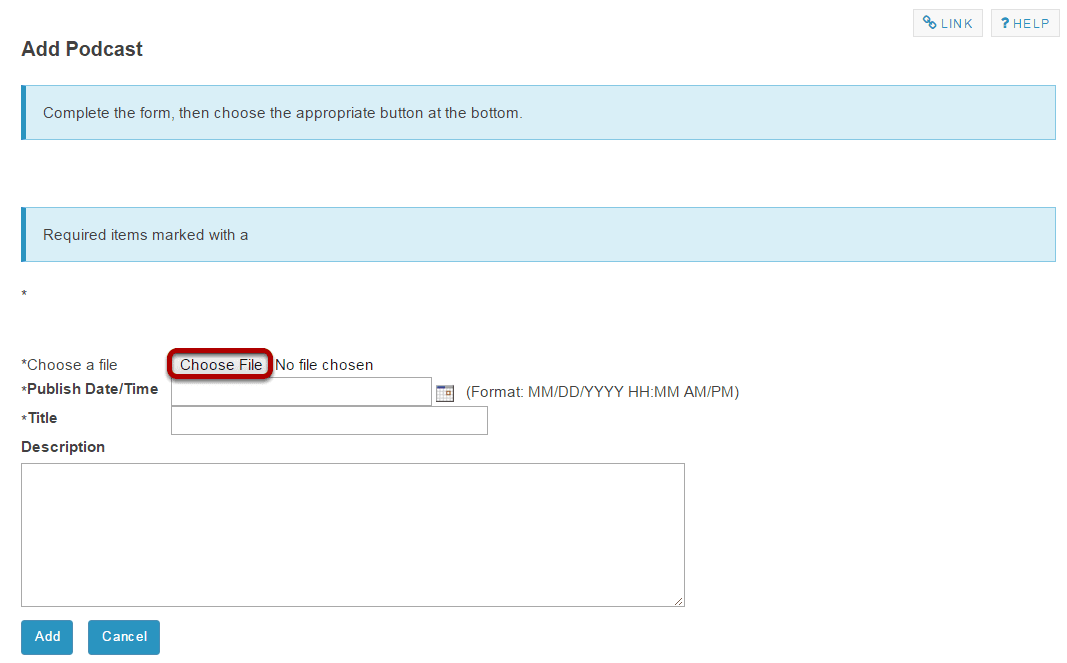 LINK
? HELP
Add Podcast
Complete the form, then choose the appropriate button at the bottom.
Required items marked with a
*
*Choose a file Choose File No file chosen
*Publish Date/Time (Format: MM/DD/YYYY HH:MM AM/PM)
*Title
Description
Add Cancel